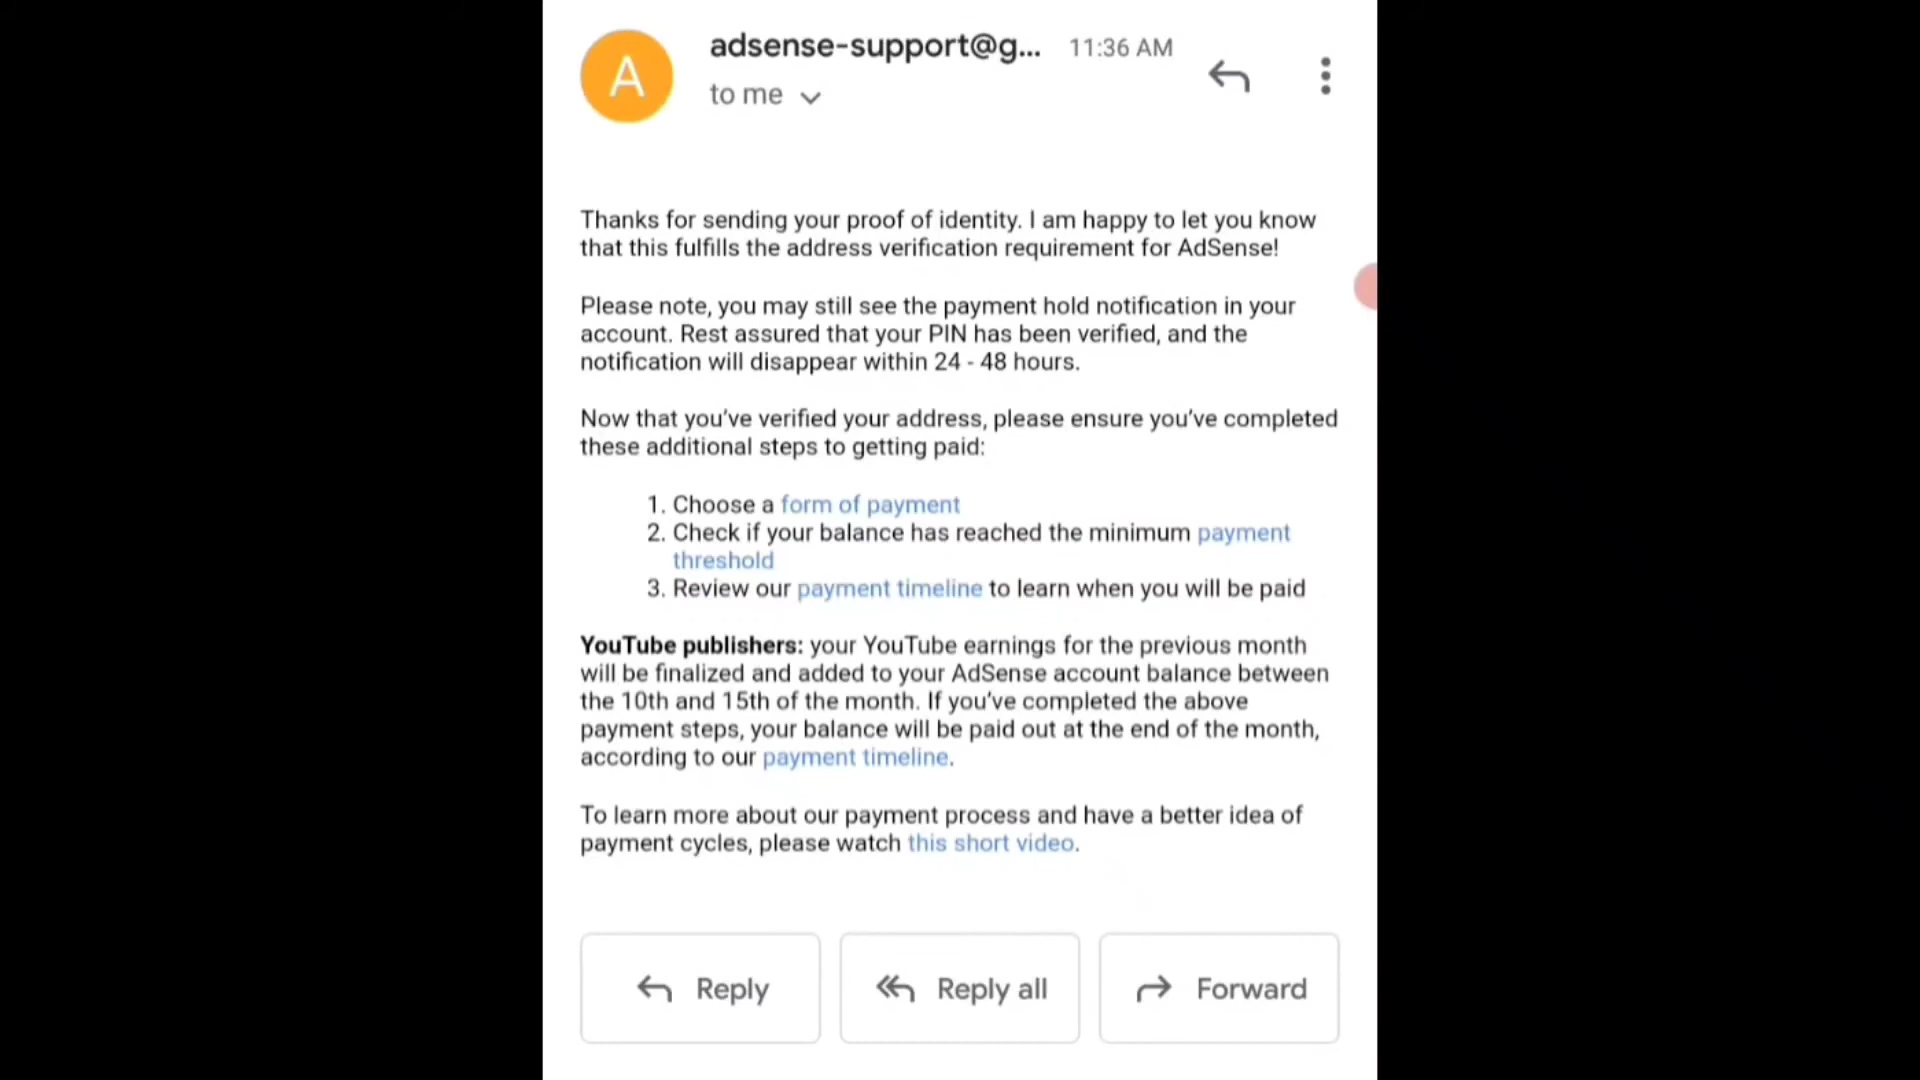 A
adsense-support@g... 11:36 AM
to me
Thanks for sending your proof of identity. I am happy to let you know
that this fulfills the address verification requirement for AdSense!
Please note, you may still see the payment hold notification in your
account. Rest assured that your PIN has been verified, and the
notification will disappear within 24 - 48 hours.
Now that you've verified your address, please ensure you've completed
these additional steps to getting paid:
1. Choose a form of payment
2. Check if your balance has reached the minimum payment
threshold
3. Review our payment timeline to learn when you will be paid
YouTube publishers: your YouTube earnings for the previous month
will be finalized and added to your AdSense account balance between
the 10th and 15th of the month. If you've completed the above
payment steps, your balance will be paid out at the end of the month,
according to our payment timeline.
To learn more about our payment process and have a better idea of
payment cycles, please watch this short video.
Reply Reply all Forward